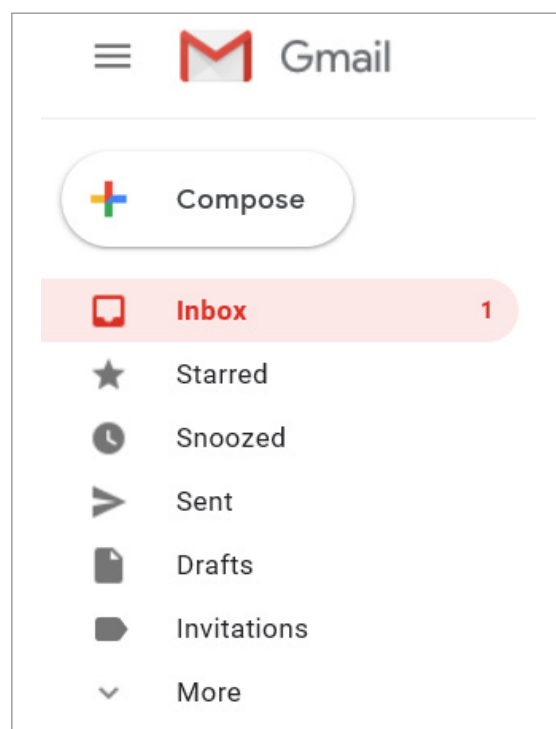 Gmail
Compose
Inbox 1
Starred
Snoozed
Sent
Drafts
Invitations
More